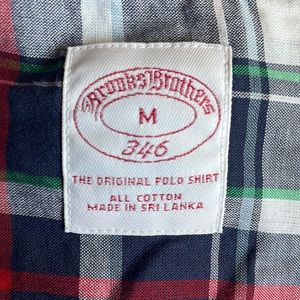 Brooks Brothers
M
346
THE ORIGINAL POLO SHIRT
ALL COTTON
MADE IN SRI LANKA